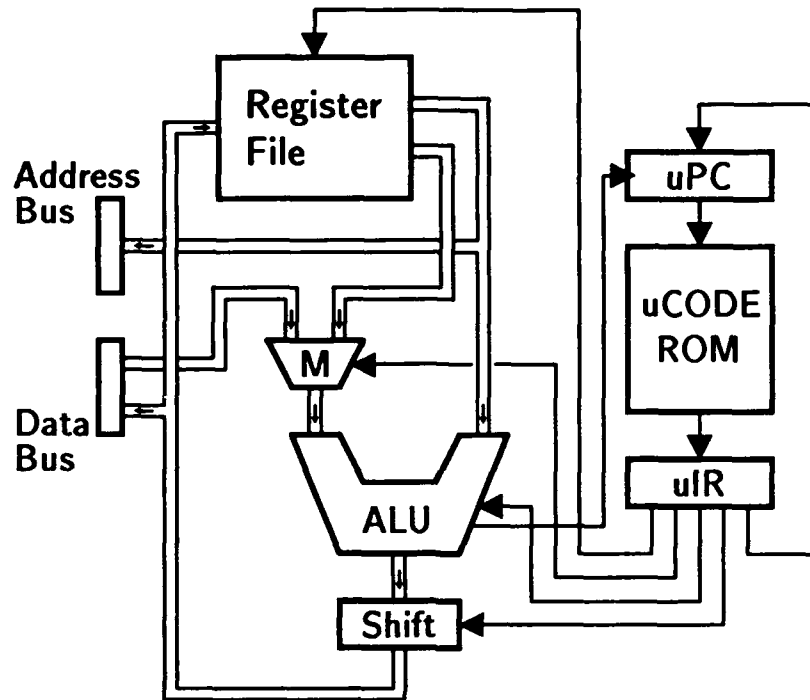 Register
File
Address
Bus
uPC
uCODE
ROM
M
Data
Bus
uIR
ALU
Shift